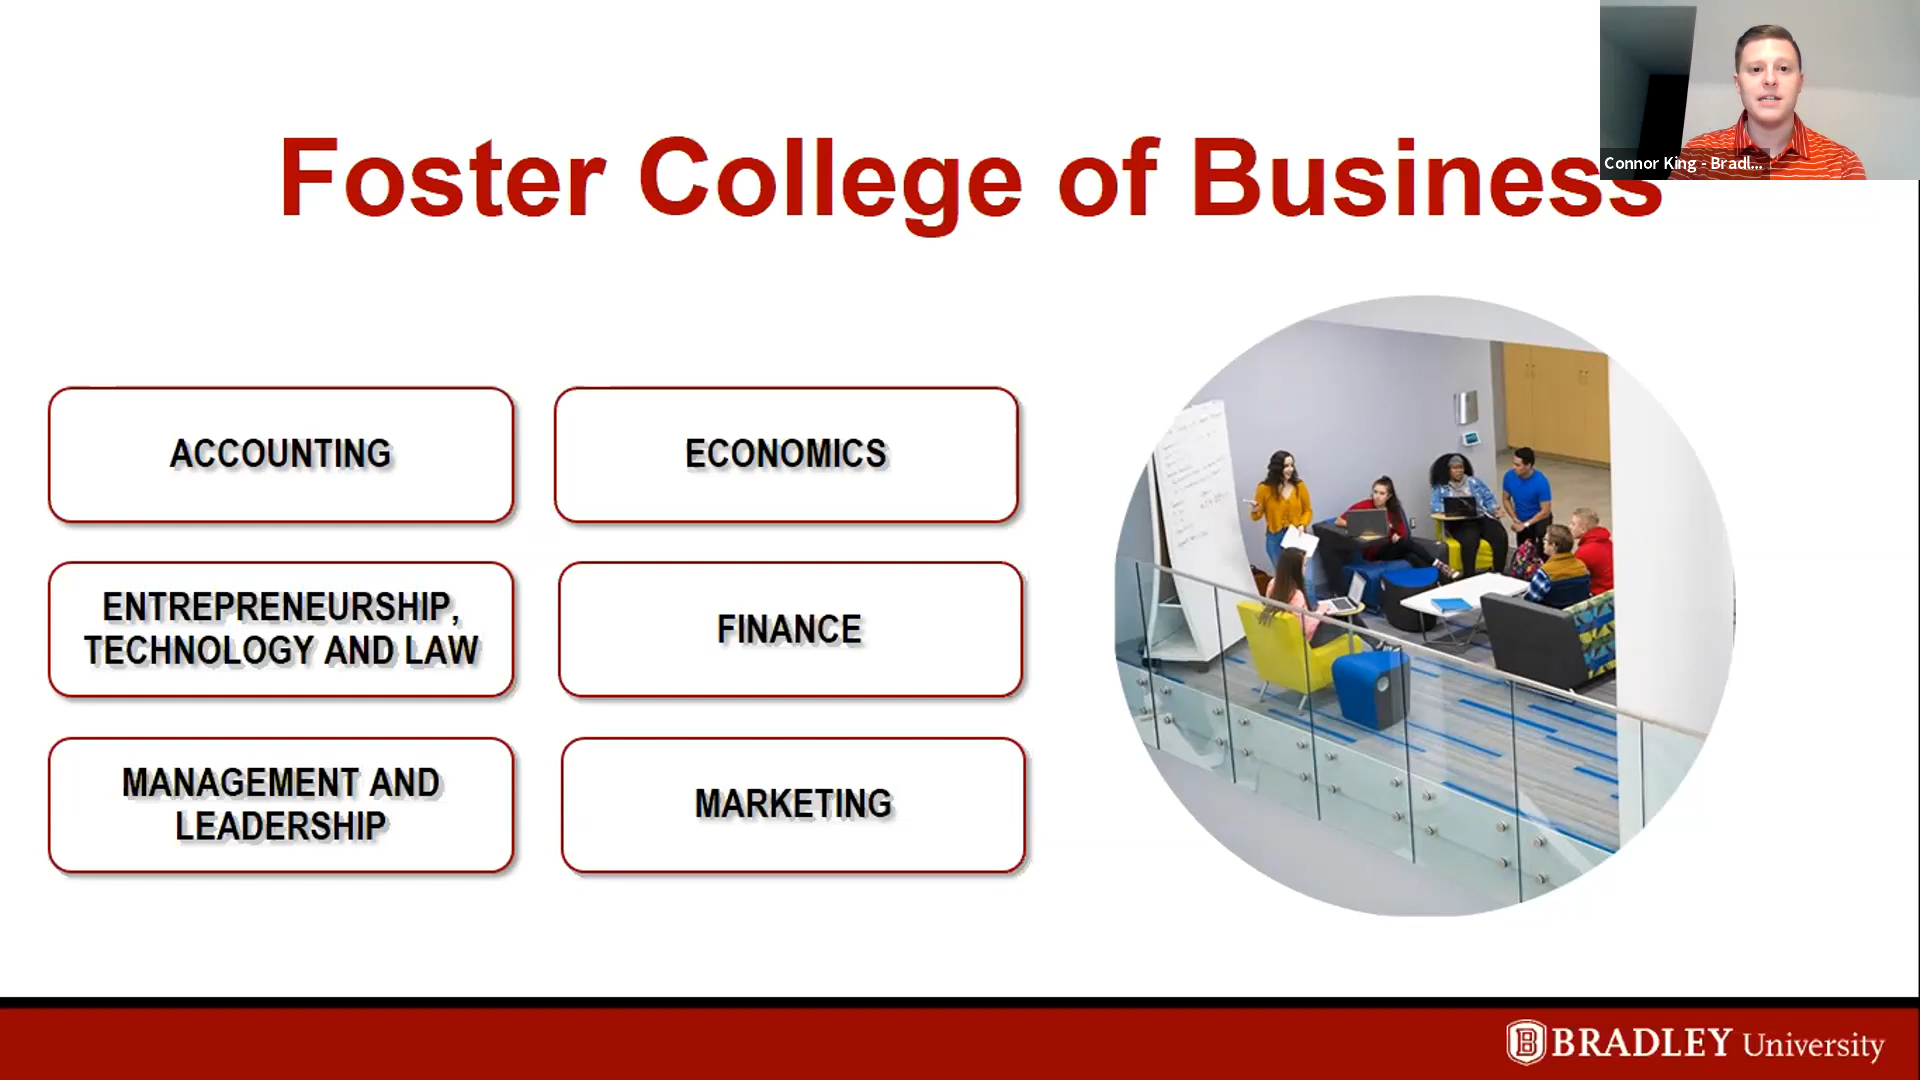 Foster College of Business
Connor King - Bradl...
ACCOUNTING
ECONOMICS
ENTREPRENEURSHIP,
TECHNOLOGY AND LAW
FINANCE
MANAGEMENT AND
LEADERSHIP
MARKETING
B BRADLEY University